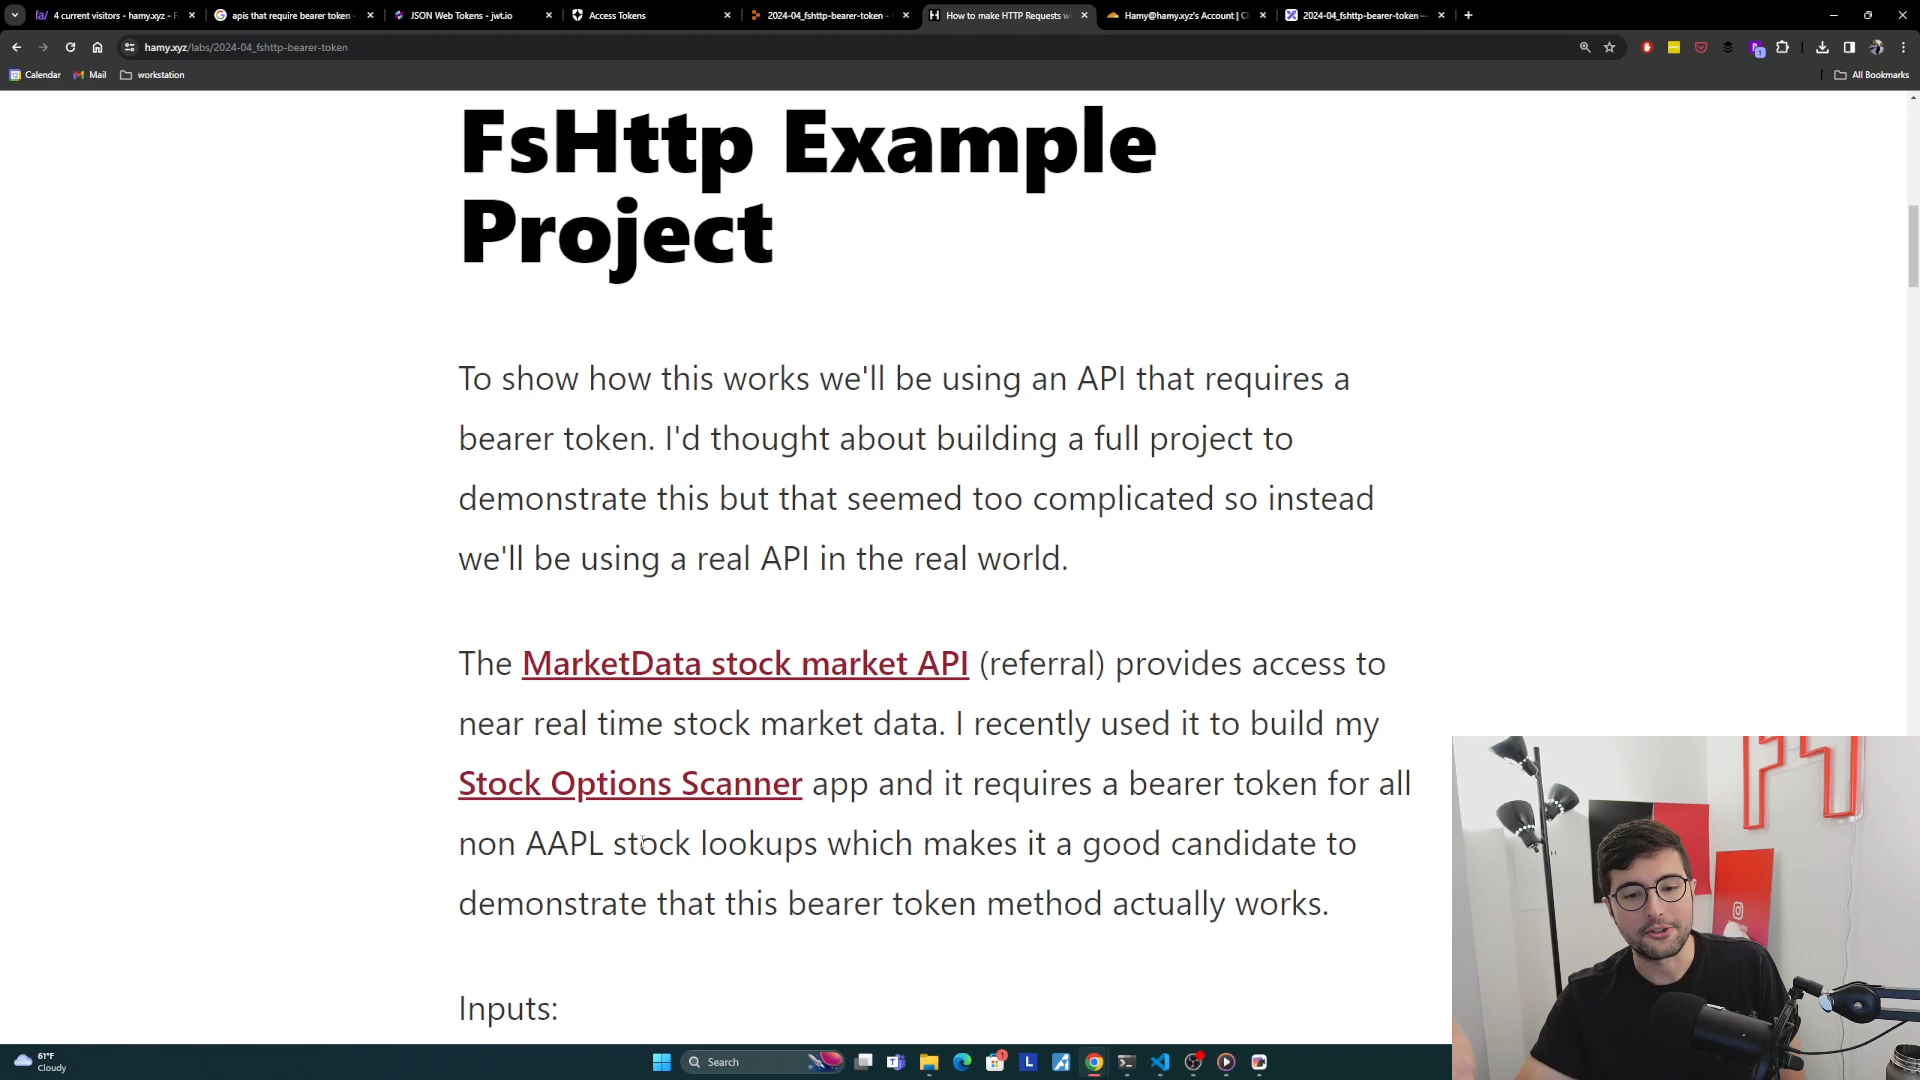 4 current visitors - hamy.xyz - F
apis that require bearer token -
JSON Web Tokens - jwt.io
Access Tokens
2024-04_fshttp-bearer-token -
How to make HTTP Requests w
Hamy@hamy.xyz's Account | Cl
2024-04_fshttp-bearer-token —
hamy.xyz/labs/2024-04_fshttp-bearer-token
Calendar
Mail
workstation
All Bookmarks
FsHttp Example
Project
To show how this works we'll be using an API that requires a
bearer token. I'd thought about building a full project to
demonstrate this but that seemed too complicated so instead
we'll be using a real API in the real world.
The MarketData stock market API (referral) provides access to
near real time stock market data. I recently used it to build my
Stock Options Scanner app and it requires a bearer token for all
non AAPL stock lookups which makes it a good candidate to
demonstrate that this bearer token method actually works.
Inputs:
61°F
Cloudy
Search